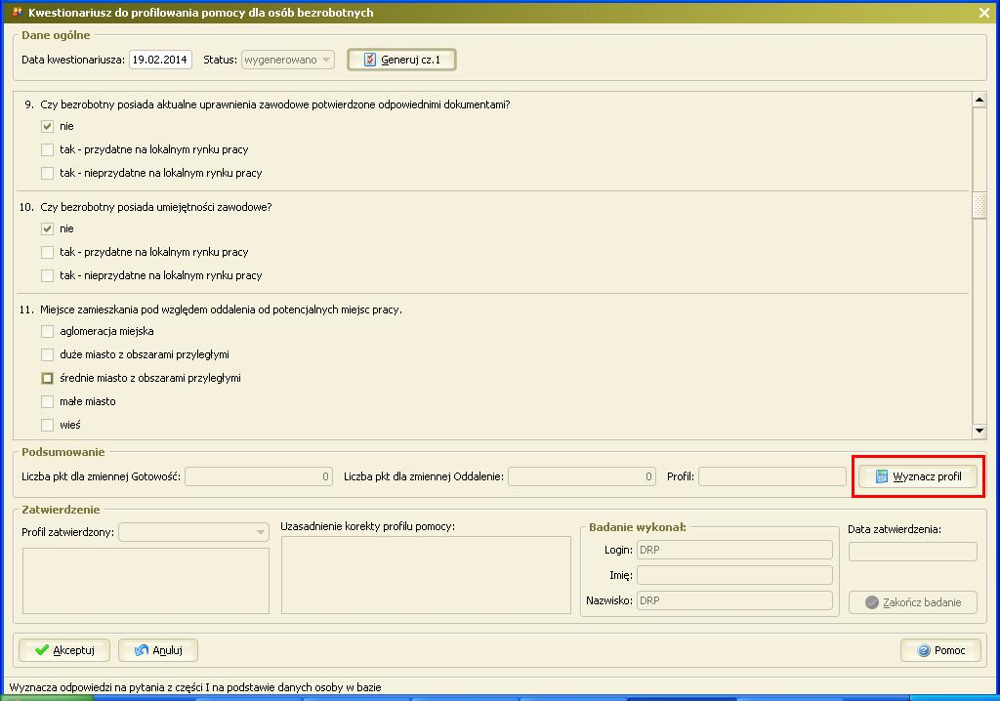 Kwestionariusz do profilowania pomocy dla osób bezrobotnych
Dane ogólne
Data kwestionariusza: 19.02.2014 Status: wygenerowano Generuj cz.1
9. Czy bezrobotny posiada aktualne uprawnienia zawodowe potwierdzone odpowiednimi dokumentami?
nie
tak - przydatne na lokalnym rynku pracy
tak - nieprzydatne na lokalnym rynku pracy
10. Czy bezrobotny posiada umiejętności zawodowe?
nie
tak - przydatne na lokalnym rynku pracy
tak - nieprzydatne na lokalnym rynku pracy
11. Miejsce zamieszkania pod względem oddalenia od potencjalnych miejsc pracy.
aglomeracja miejska
duże miasto z obszarami przyległymi
średnie miasto z obszarami przyległymi
małe miasto
wieś
Podsumowanie
Liczba pkt dla zmiennej Gotowość: 0 Liczba pkt dla zmiennej Oddalenie: 0 Profil: Wyznacz profil
Zatwierdzenie
Profil zatwierdzony: Uzasadnienie korekty profilu pomocy: Badanie wykonał: Data zatwierdzenia:
Login: DRP
Imię:
Nazwisko: DRP Zakończ badanie
Akceptuj Anuluj Pomoc
Wyznacza odpowiedzi na pytania z części I na podstawie danych osoby w bazie